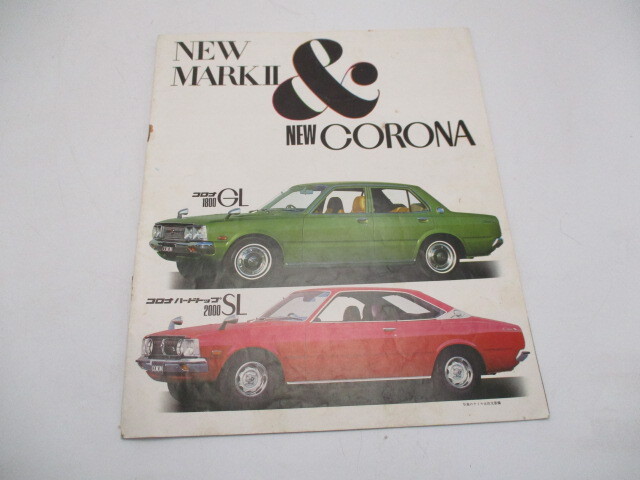 NEW
MARK II
&
NEW CORONA
コロナ
1800 GL
コロナ ハードトップ
2000 SL